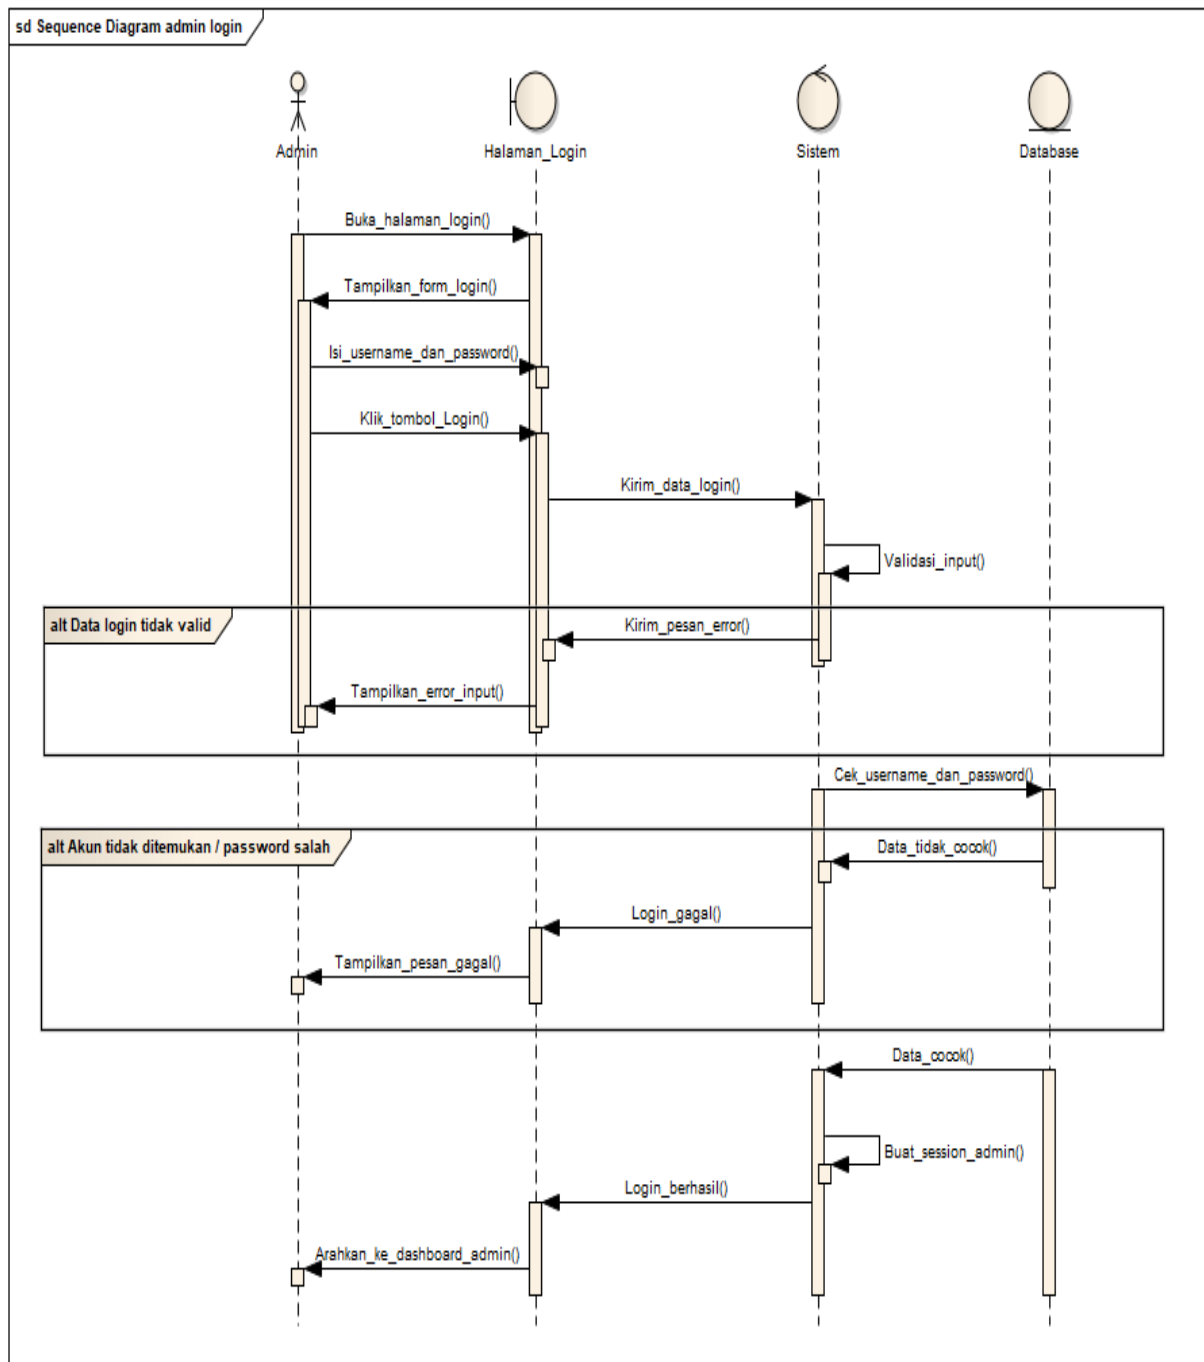 sd Sequence Diagram admin login
Admin
Halaman_Login
Sistem
Database
Buka_halaman_login()
Tampilkan_form_login()
Isi_username_dan_password()
Klik_tombol_Login()
Kirim_data_login()
Validasi_input()
alt Data login tidak valid
Kirim_pesan_error()
Tampilkan_error_input()
Cek_username_dan_password()
alt Akun tidak ditemukan / password salah
Data_tidak_cocok()
Login_gagal()
Tampilkan_pesan_gagal()
Data_cocok()
Buat_session_admin()
Login_berhasil()
Arahkan_ke_dashboard_admin()